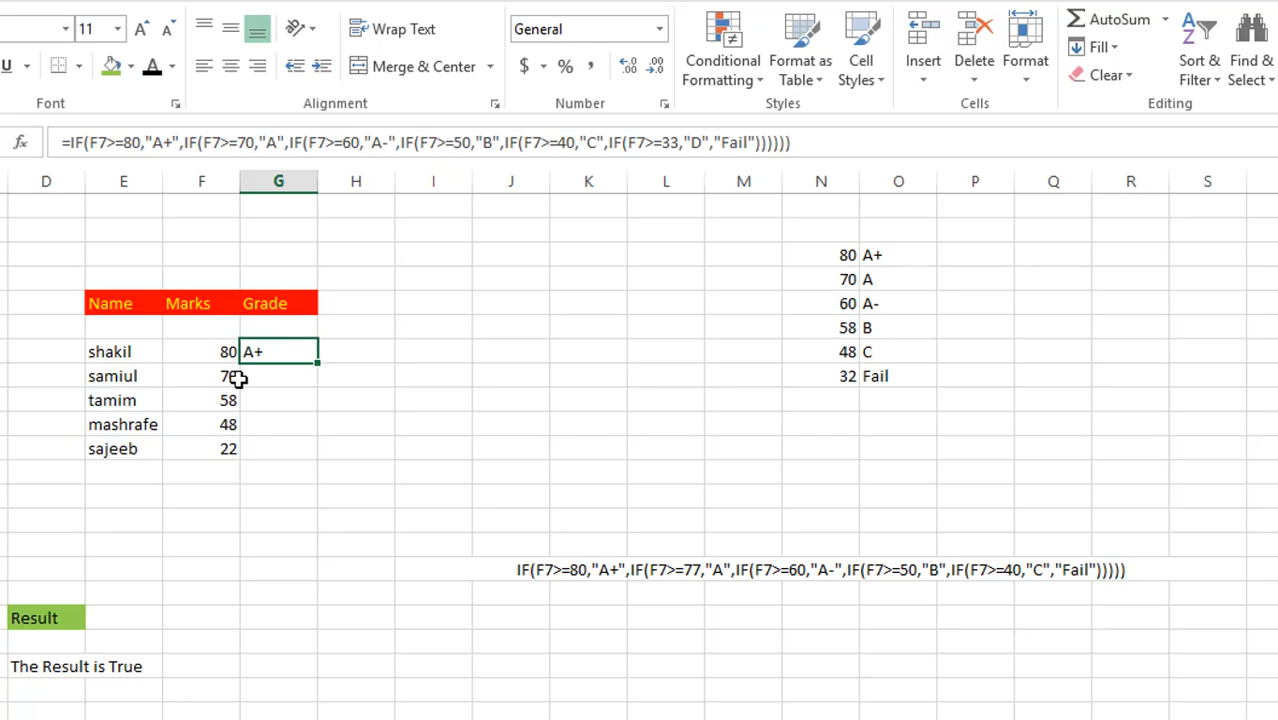 11 A A Wrap Text General AutoSum
U A Merge & Center $ % , Conditional Formatting Format as Table Cell Styles Insert Delete Format Fill Clear Sort & Filter Find & Select
Font Alignment Number Styles Cells Editing
fx =IF(F7>=80,"A+",IF(F7>=70,"A",IF(F7>=60,"A-",IF(F7>=50,"B",IF(F7>=40,"C",IF(F7>=33,"D","Fail"))))))
D E F G H I J K L M N O P Q R S
80 A+
70 A
Name Marks Grade 60 A-
58 B
shakil 80 A+ 48 C
samiul 32 Fail
tamim 58
mashrafe 48
sajeeb 22
IF(F7>=80,"A+",IF(F7>=77,"A",IF(F7>=60,"A-",IF(F7>=50,"B",IF(F7>=40,"C","Fail")))))
Result
The Result is True